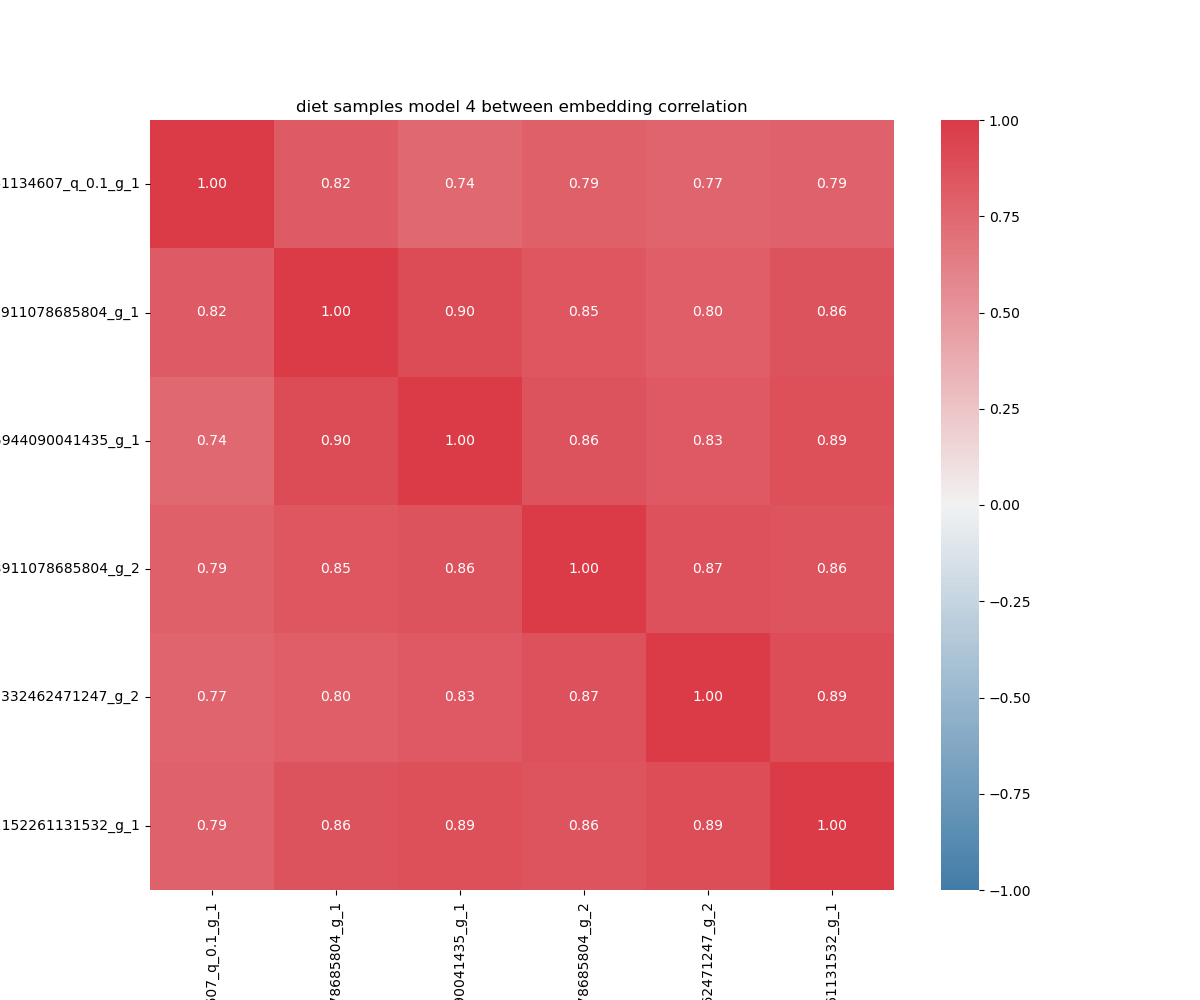 diet samples model 4 between embedding correlation
1134607_q_0.1_g_1 1.00 0.82 0.74 0.79 0.77 0.79
911078685804_g_1 0.82 1.00 0.90 0.85 0.80 0.86
944090041435_g_1 0.74 0.90 1.00 0.86 0.83 0.89
911078685804_g_2 0.79 0.85 0.86 1.00 0.87 0.86
332462471247_g_2 0.77 0.80 0.83 0.87 1.00 0.89
152261131532_g_1 0.79 0.86 0.89 0.86 0.89 1.00
607_q_0.1_g_1
78685804_g_1
90041435_g_1
78685804_g_2
62471247_g_2
61131532_g_1
1.00
0.75
0.50
0.25
0.00
−0.25
−0.50
−0.75
−1.00